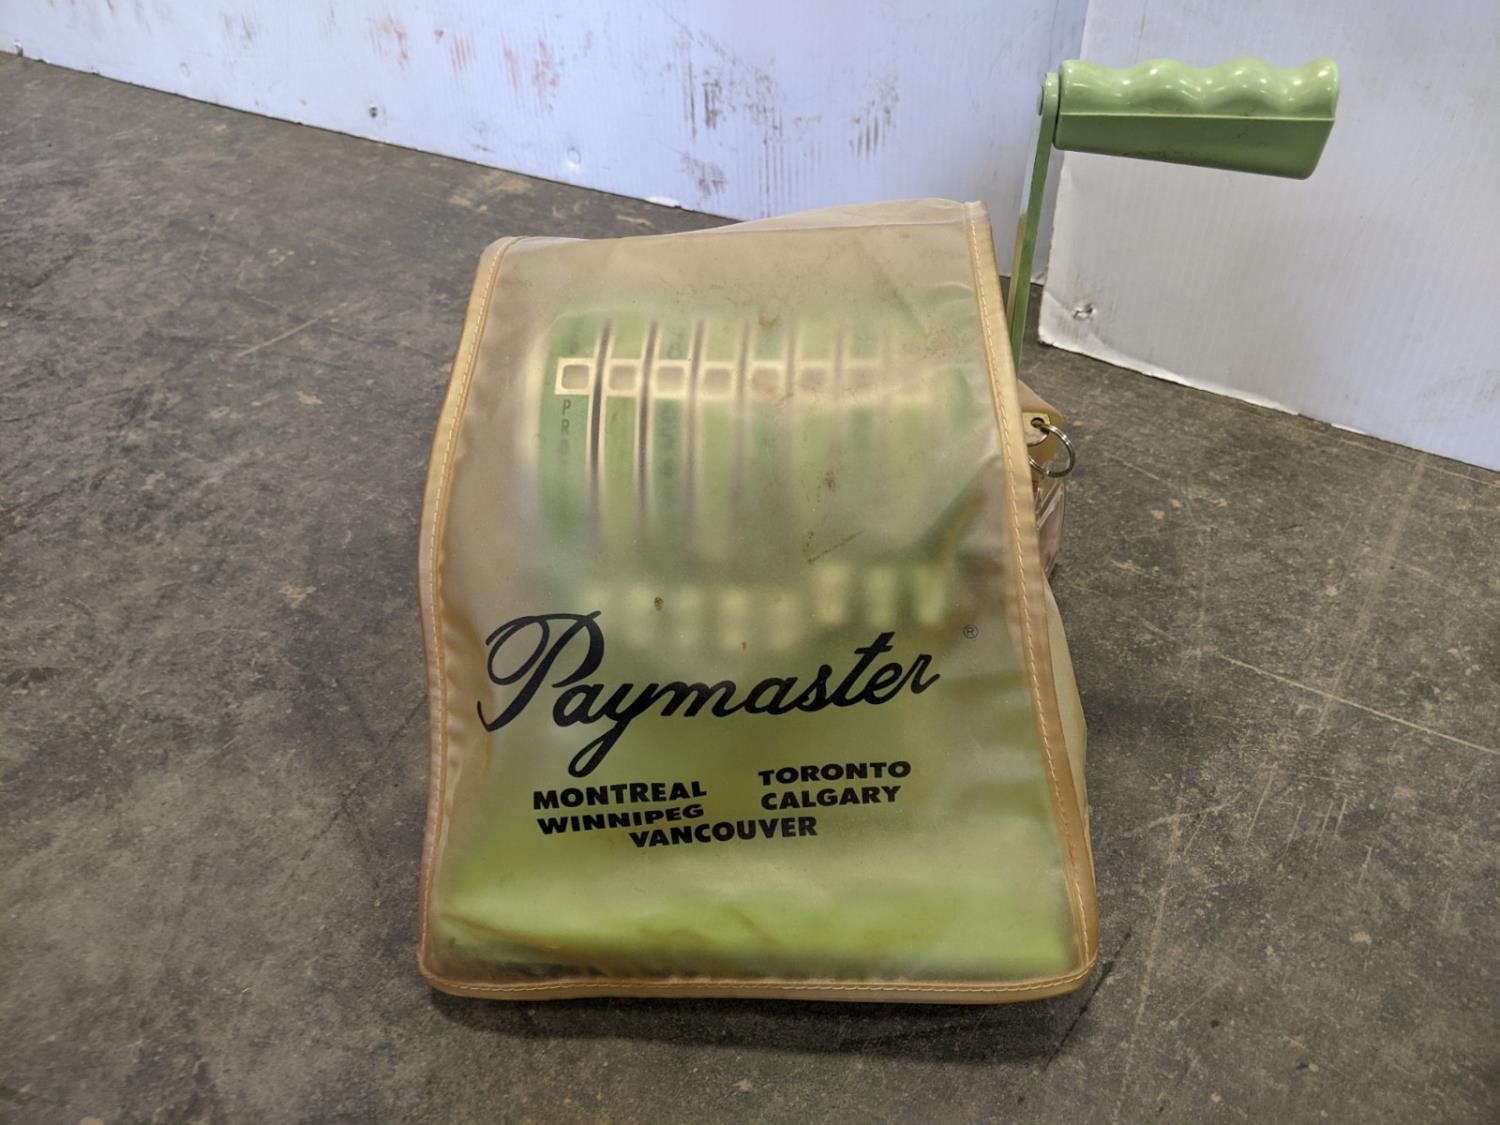 Paymaster ®
MONTREAL TORONTO
WINNIPEG CALGARY
VANCOUVER